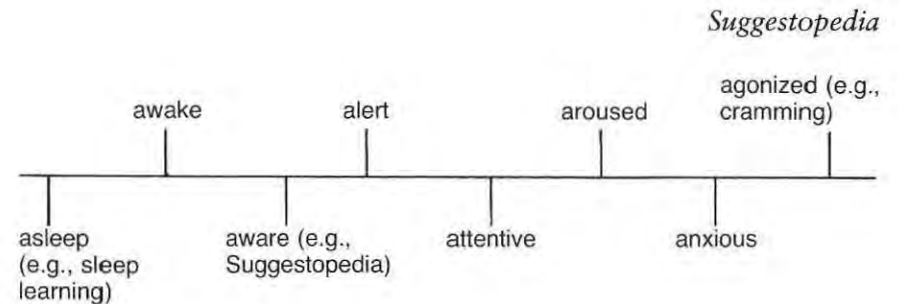 Suggestopedia
agonized (e.g.,
awake alert aroused cramming)
asleep aware (e.g., attentive anxious
(e.g., sleep Suggestopedia)
learning)